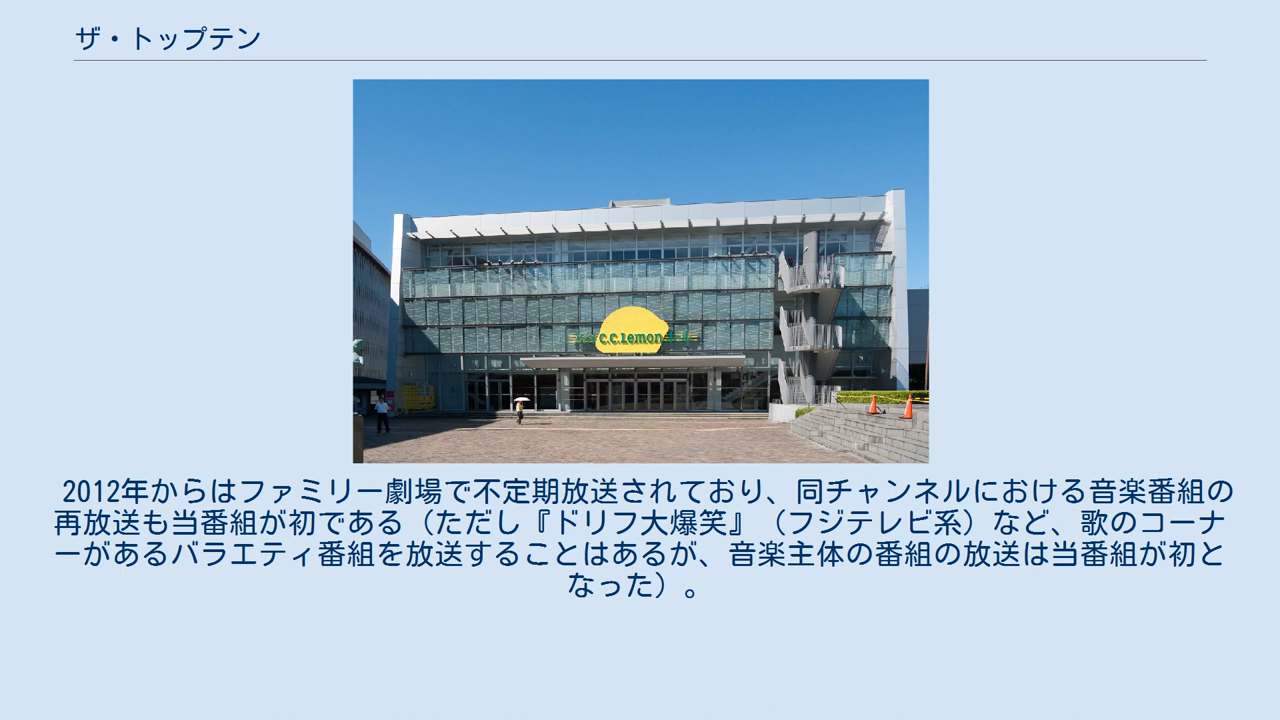 ザ・トップテン
C.C.Lemon
2012年からはファミリー劇場で不定期放送されており、同チャンネルにおける音楽番組の
再放送も当番組が初である（ただし『ドリフ大爆笑』（フジテレビ系）など、歌のコーナ
ーがあるバラエティ番組を放送することはあるが、音楽主体の番組の放送は当番組が初と
なった）。